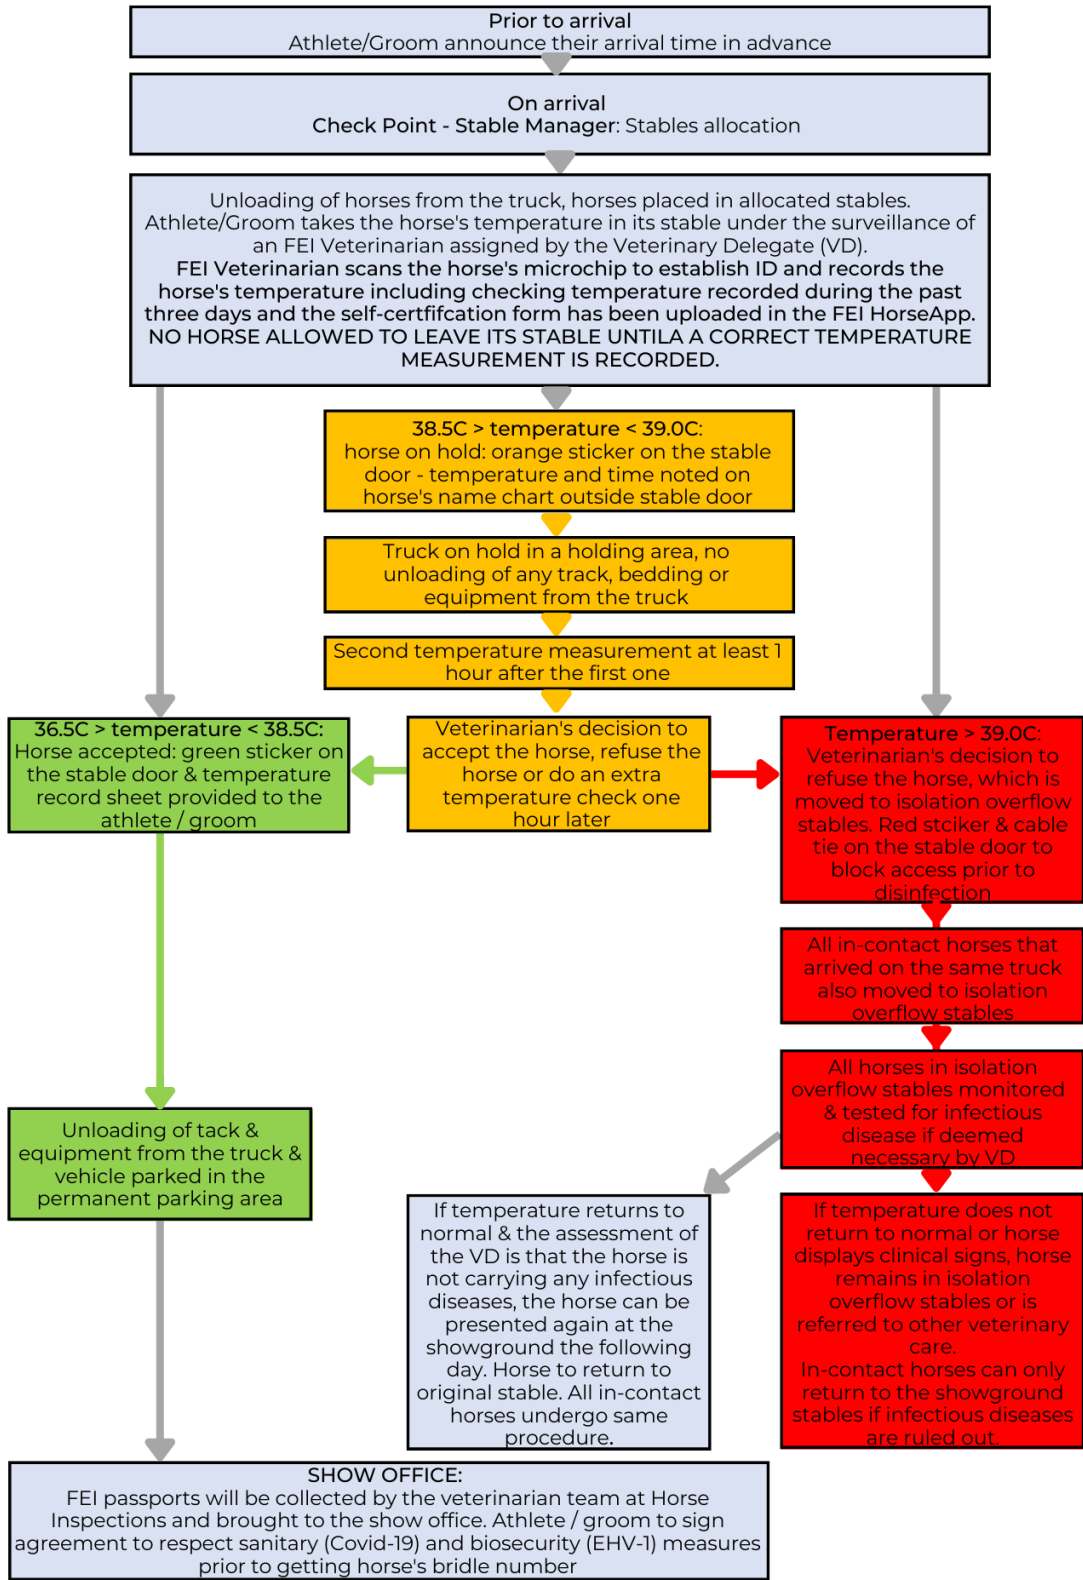 Prior to arrival
Athlete/Groom announce their arrival time in advance
On arrival
Check Point - Stable Manager: Stables allocation
Unloading of horses from the truck, horses placed in allocated stables.
Athlete/Groom takes the horse's temperature in its stable under the surveillance of
an FEI Veterinarian assigned by the Veterinary Delegate (VD).
FEI Veterinarian scans the horse's microchip to establish ID and records the
horse's temperature including checking temperature recorded during the past
three days and the self-certfifcation form has been uploaded in the FEI HorseApp.
NO HORSE ALLOWED TO LEAVE ITS STABLE UNTILA A CORRECT TEMPERATURE
MEASUREMENT IS RECORDED.
38.5C > temperature < 39.0C:
horse on hold: orange sticker on the stable
door - temperature and time noted on
horse's name chart outside stable door
Truck on hold in a holding area, no
unloading of any track, bedding or
equipment from the truck
Second temperature measurement at least 1
hour after the first one
36.5C > temperature < 38.5C:
Horse accepted: green sticker on
the stable door & temperature
record sheet provided to the
athlete / groom
Veterinarian's decision to
accept the horse, refuse the
horse or do an extra
temperature check one
hour later
Temperature > 39.0C:
Veterinarian's decision to
refuse the horse, which is
moved to isolation overflow
stables. Red stciker & cable
tie on the stable door to
block access prior to
disinfection
All in-contact horses that
arrived on the same truck
also moved to isolation
overflow stables
All horses in isolation
overflow stables monitored
& tested for infectious
disease if deemed
necessary by VD
Unloading of tack &
equipment from the truck &
vehicle parked in the
permanent parking area
If temperature returns to
normal & the assessment of
the VD is that the horse is
not carrying any infectious
diseases, the horse can be
presented again at the
showground the following
day. Horse to return to
original stable. All in-contact
horses undergo same
procedure.
If temperature does not
return to normal or horse
displays clinical signs, horse
remains in isolation
overflow stables or is
referred to other veterinary
care.
In-contact horses can only
return to the showground
stables if infectious diseases
are ruled out.
SHOW OFFICE:
FEI passports will be collected by the veterinarian team at Horse
Inspections and brought to the show office. Athlete / groom to sign
agreement to respect sanitary (Covid-19) and biosecurity (EHV-1) measures
prior to getting horse's bridle number